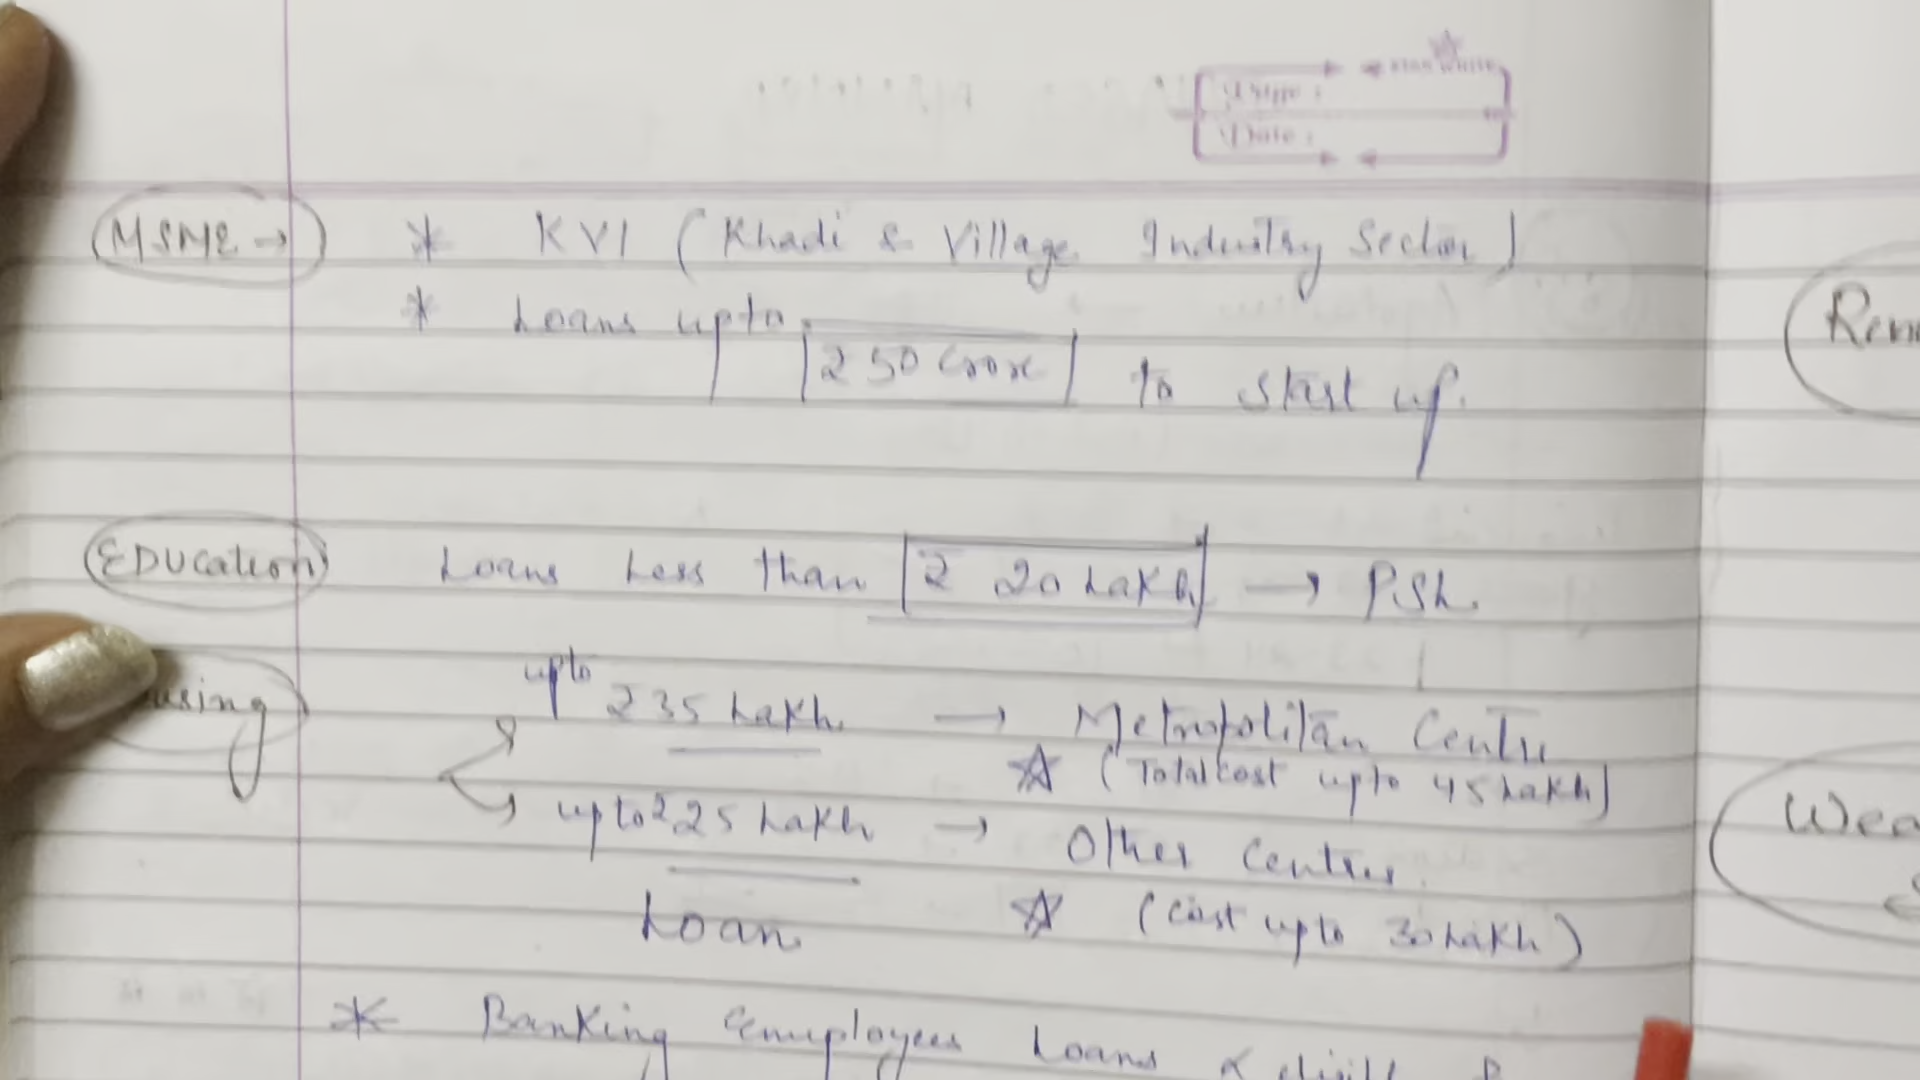 Date:
MSME → * KVI (Khadi & Village Industry Sector)
* Loans upto ₹50 Crore to start up.
EDUcation Loans Less than ₹ 20 Lakh → PSL.
upto ₹35 Lakh → Metropolitan Centre
☆ (Total cost upto 45 Lakh)
upto ₹25 Lakh → Other Centres.
Loan ☆ (Cost upto 30 Lakh)
* Banking employees Loans